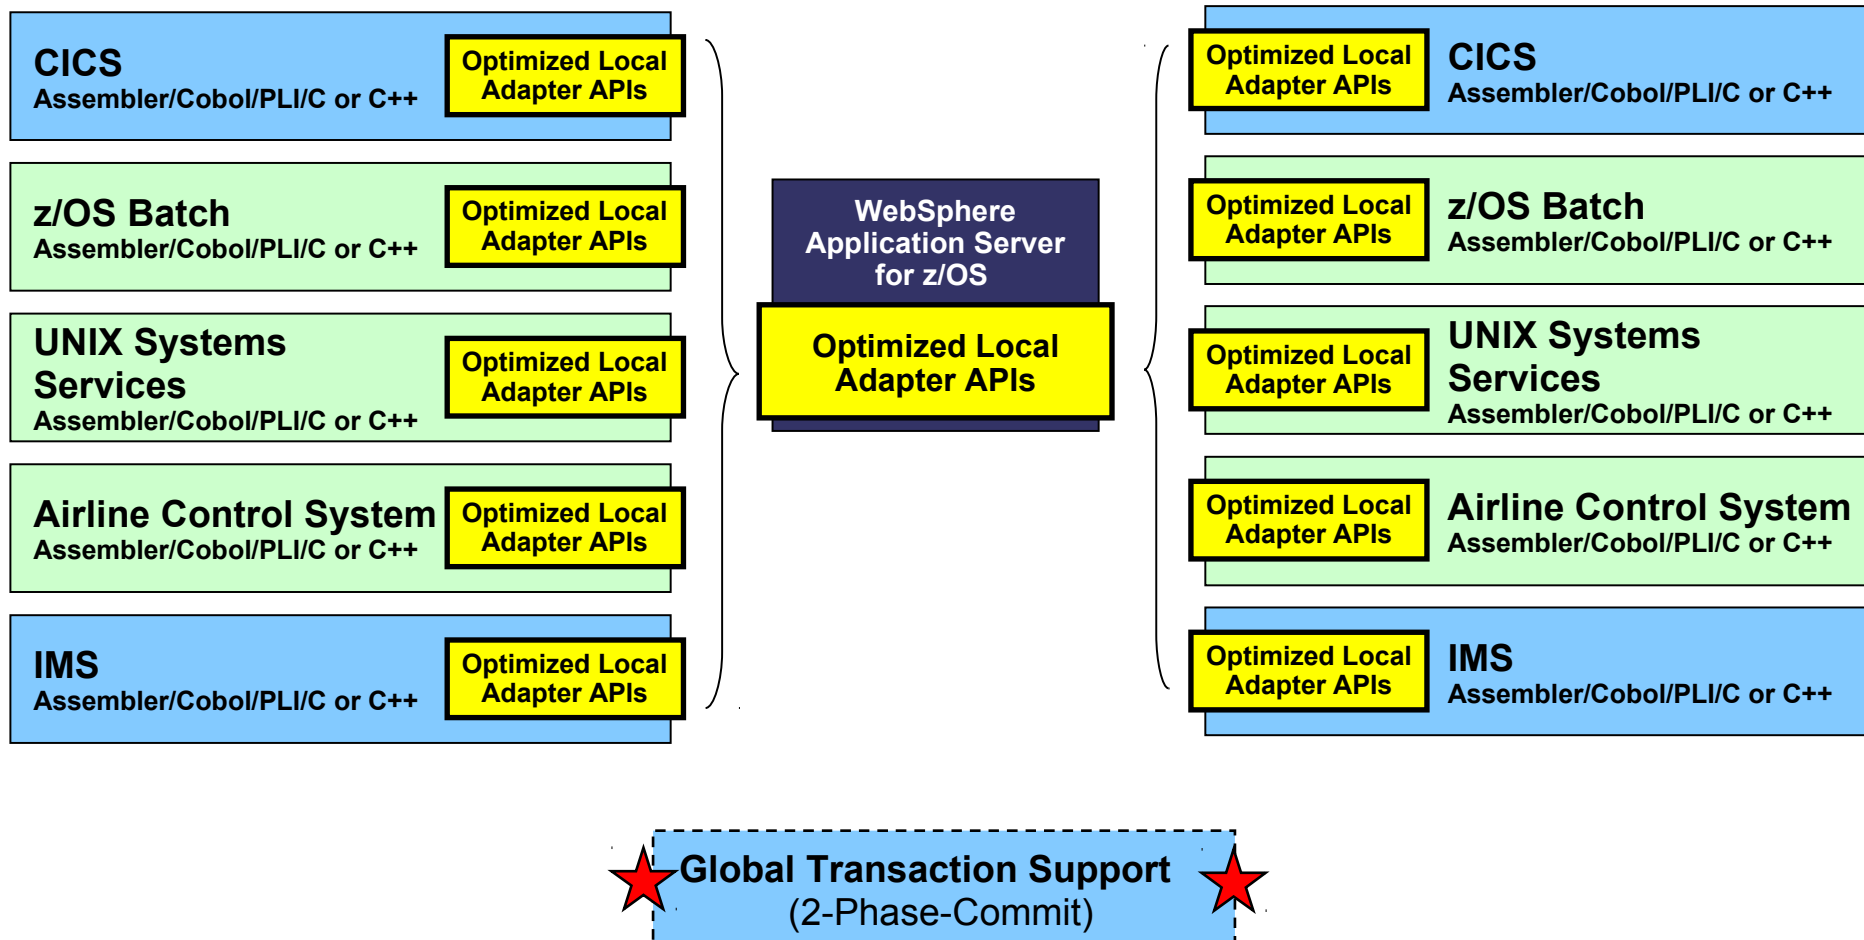 CICS
Assembler/Cobol/PLI/C or C++
Optimized Local
Adapter APIs
z/OS Batch
Assembler/Cobol/PLI/C or C++
Optimized Local
Adapter APIs
UNIX Systems
Services
Assembler/Cobol/PLI/C or C++
Optimized Local
Adapter APIs
Airline Control System
Assembler/Cobol/PLI/C or C++
Optimized Local
Adapter APIs
IMS
Assembler/Cobol/PLI/C or C++
Optimized Local
Adapter APIs
WebSphere
Application Server
for z/OS
Optimized Local
Adapter APIs
Optimized Local
Adapter APIs
CICS
Assembler/Cobol/PLI/C or C++
Optimized Local
Adapter APIs
z/OS Batch
Assembler/Cobol/PLI/C or C++
Optimized Local
Adapter APIs
UNIX Systems
Services
Assembler/Cobol/PLI/C or C++
Optimized Local
Adapter APIs
Airline Control System
Assembler/Cobol/PLI/C or C++
Optimized Local
Adapter APIs
IMS
Assembler/Cobol/PLI/C or C++
Global Transaction Support
(2-Phase-Commit)